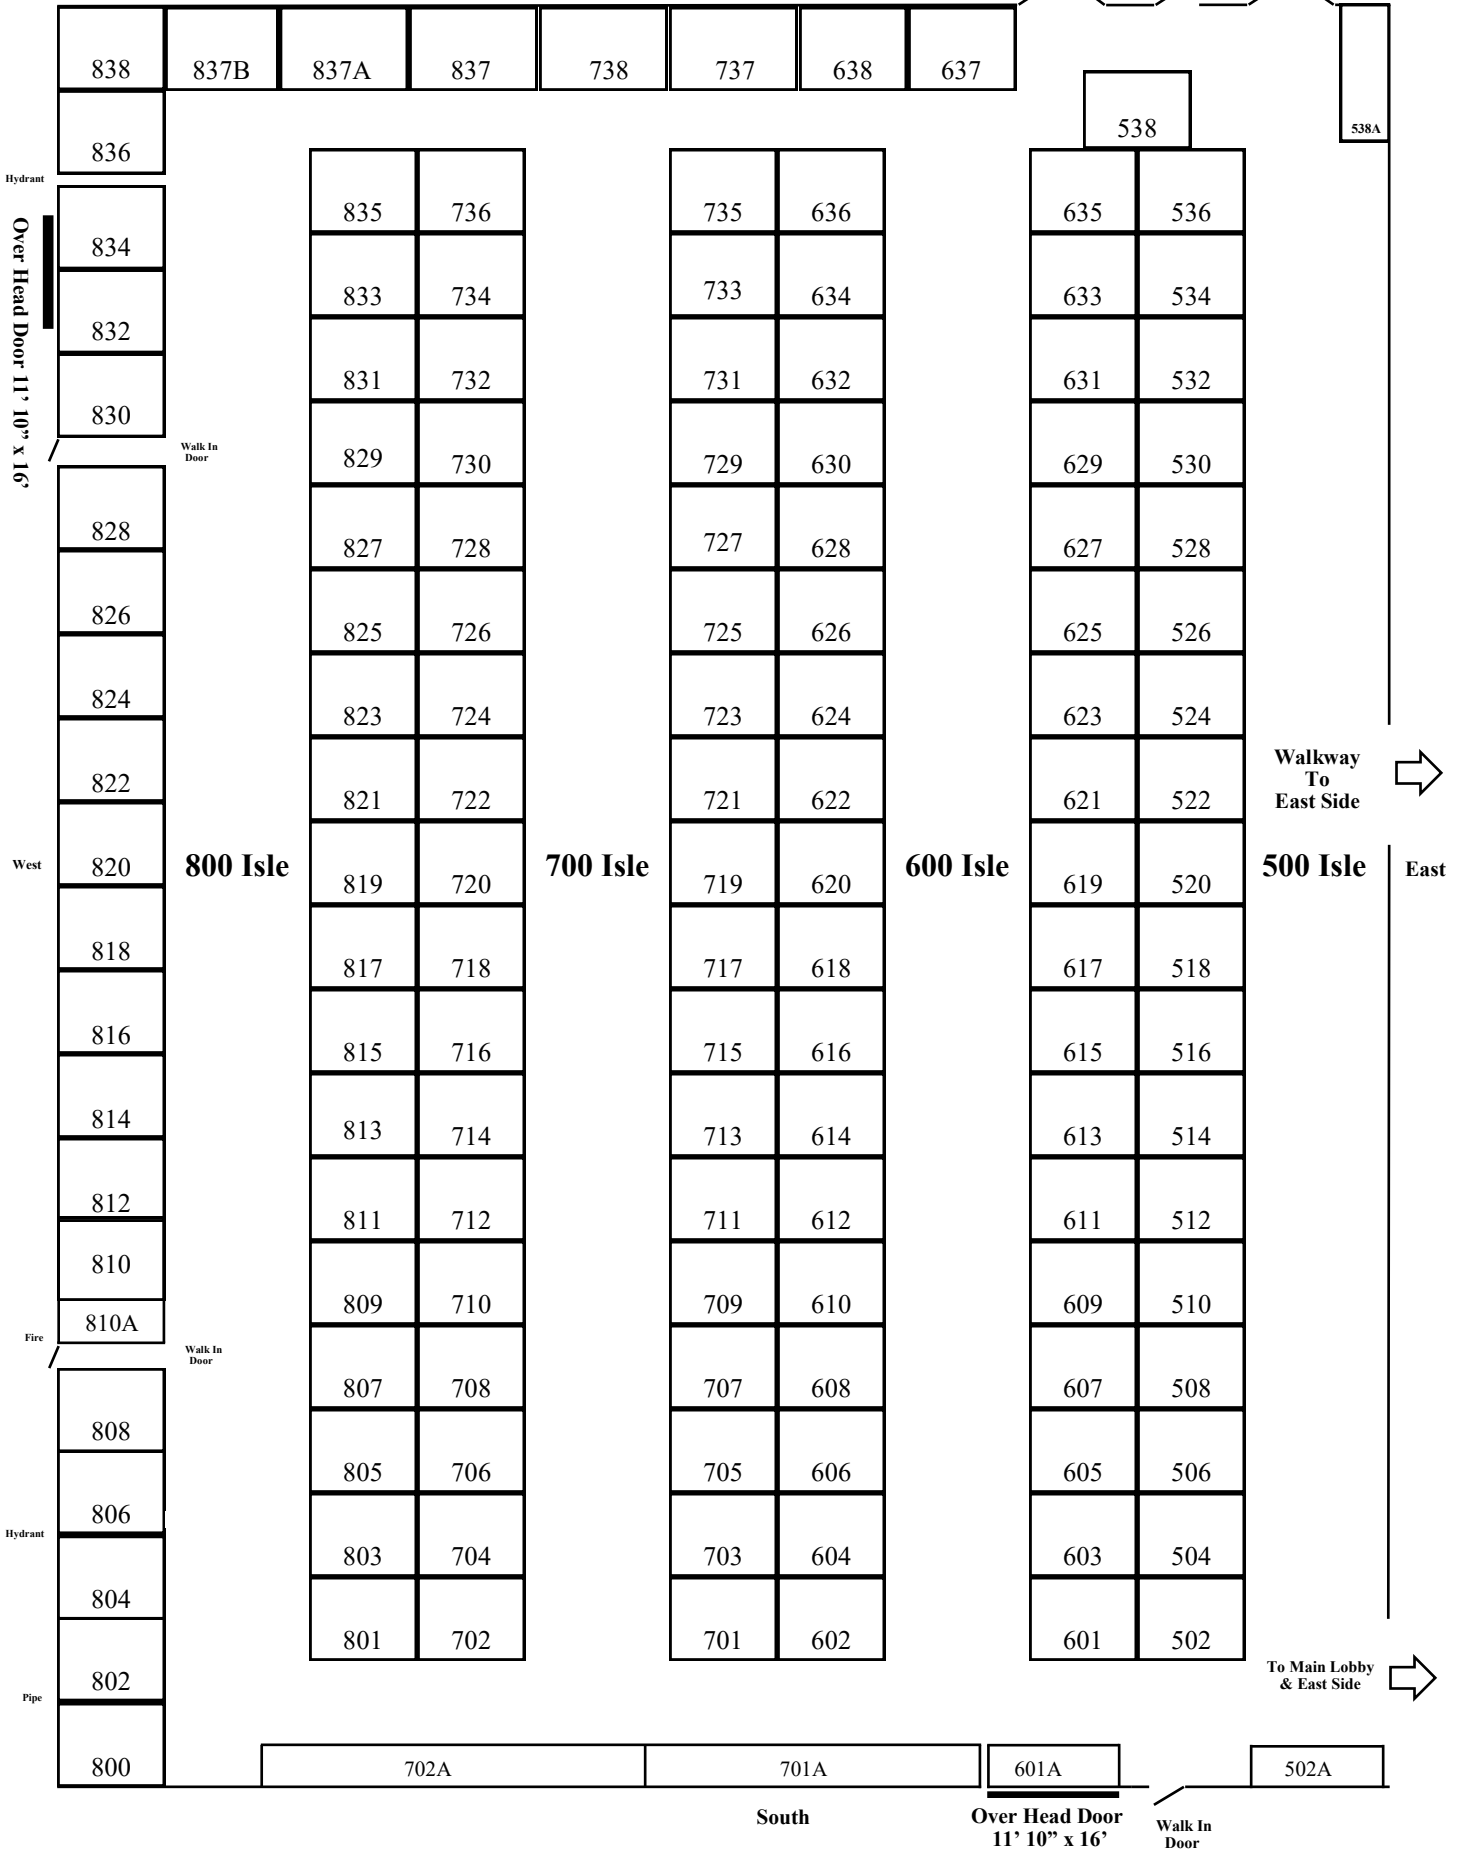 838 837B 837A 837 738 737 638 637
538 538A
836
Hydrant
835 736 735 636 635 536
834
833 734 733 634 633 534
Over Head Door 11’ 10” x 16’
832
831 732 731 632 631 532
830
Walk In
Door
829 730 729 630 629 530
828
827 728 727 628 627 528
826
825 726 725 626 625 526
824
823 724 723 624 623 524
Walkway
To
East Side
822
821 722 721 622 621 522
West 820 800 Isle 700 Isle 600 Isle 500 Isle East
819 720 719 620 619 520
818
817 718 717 618 617 518
816
815 716 715 616 615 516
814
813 714 713 614 613 514
812
811 712 711 612 611 512
810
809 710 709 610 609 510
810A
Fire
Walk In
Door
807 708 707 608 607 508
808
805 706 705 606 605 506
806
Hydrant
803 704 703 604 603 504
804
801 702 701 602 601 502
802
To Main Lobby
& East Side
Pipe
800 702A 701A 601A 502A
South
Over Head Door
11’ 10” x 16’
Walk In
Door